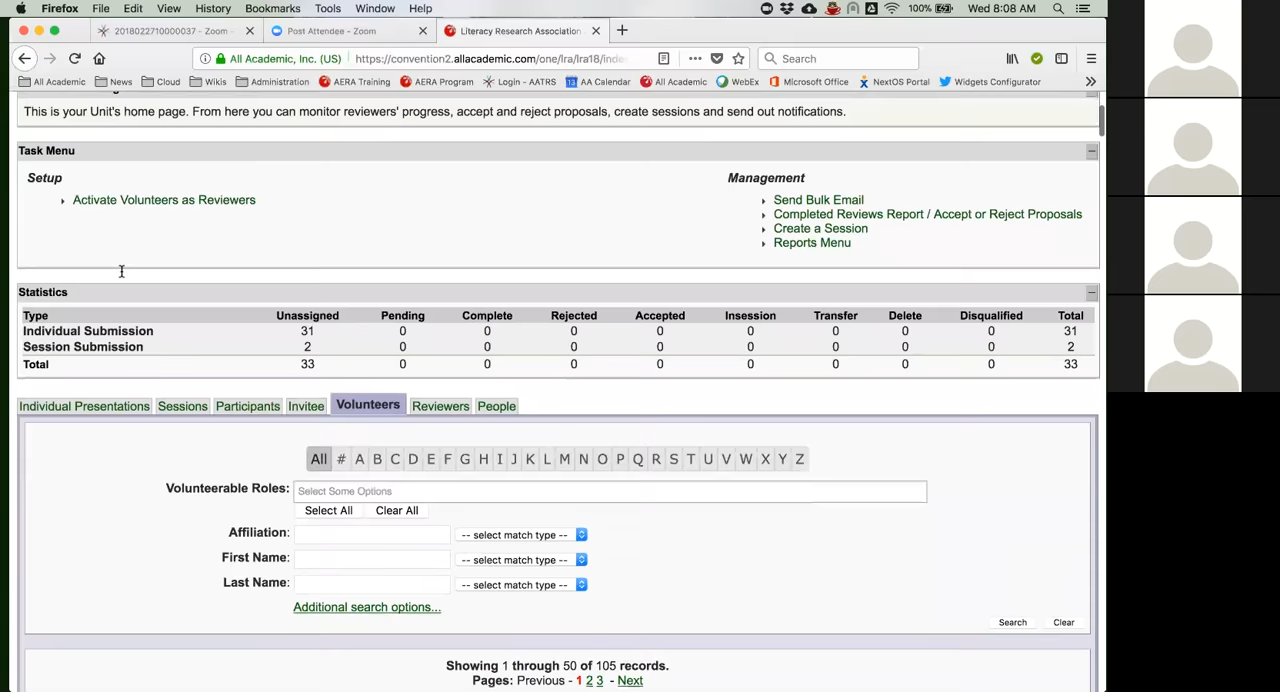 Firefox File Edit View History Bookmarks Tools Window Help 100% Wed 8:08 AM
2018022710000037 - Zoom - Post Attendee - Zoom Literacy Research Association
All Academic, Inc. (US) https://convention2.allacademic.com/one/lra/lra18/inde Search
All Academic News Cloud Wikis Administration AERA Training AERA Program Login - AATRS 13 AA Calendar All Academic WebEx Microsoft Office NextOS Portal Widgets Configurator
This is your Unit's home page. From here you can monitor reviewers' progress, accept and reject proposals, create sessions and send out notifications.
Task Menu
Setup Management
Activate Volunteers as Reviewers Send Bulk Email
Completed Reviews Report / Accept or Reject Proposals
Create a Session
Reports Menu
Statistics
Type Unassigned Pending Complete Rejected Accepted Insession Transfer Delete Disqualified Total
Individual Submission 31 0 0 0 0 0 0 0 0 31
Session Submission 2 0 0 0 0 0 0 0 0 2
Total 33 0 0 0 0 0 0 0 0 33
Individual Presentations Sessions Participants Invitee Volunteers Reviewers People
All # A B C D E F G H I J K L M N O P Q R S T U V W X Y Z
Volunteerable Roles: Select Some Options
Select All Clear All
Affiliation: -- select match type --
First Name: -- select match type --
Last Name: -- select match type --
Additional search options...
Search Clear
Showing 1 through 50 of 105 records.
Pages: Previous - 1 2 3 - Next